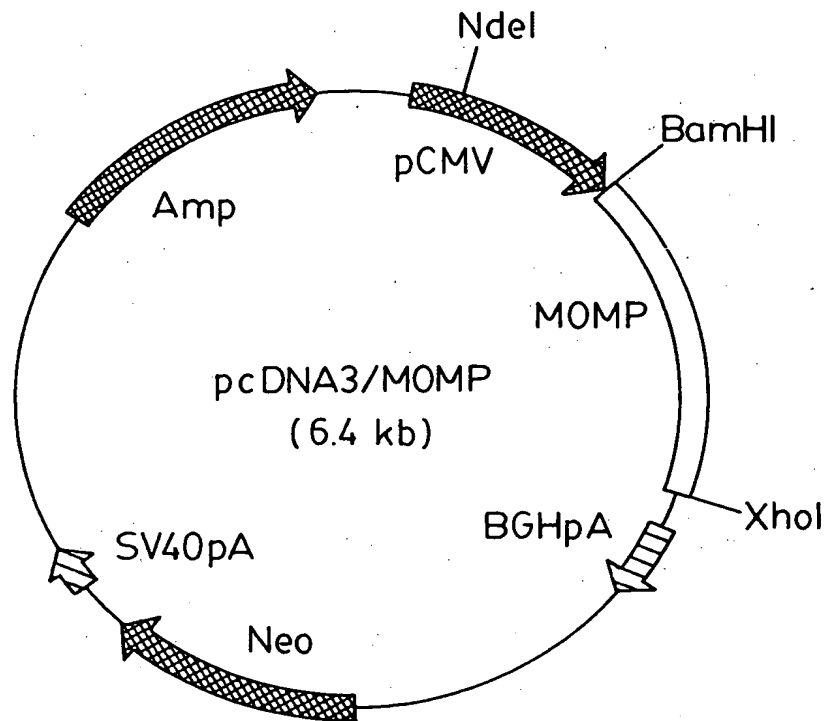 NdeI
BamHI
pCMV
Amp
MOMP
pcDNA3/MOMP
(6.4 kb)
XhoI
BGHpA
SV40pA
Neo